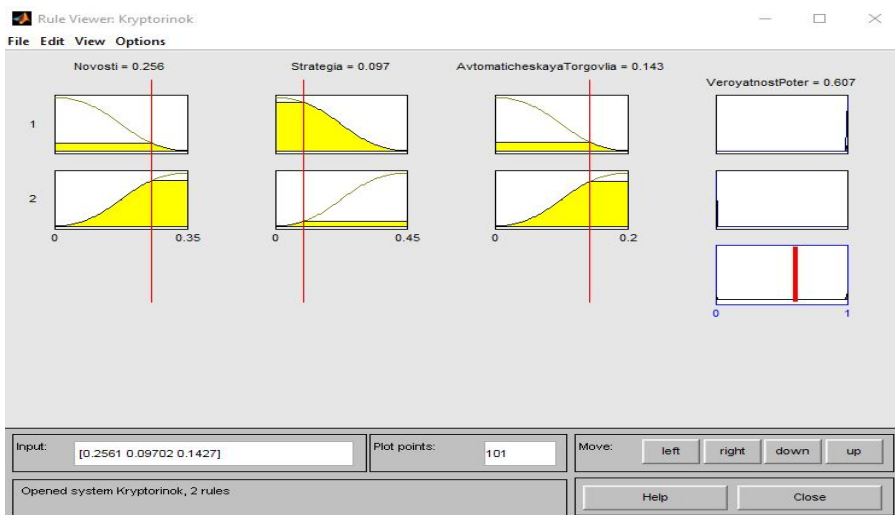 Rule Viewer: Kryptorinok
File Edit View Options
Novosti = 0.256
Strategia = 0.097
AvtomaticheskayaTorgovlia = 0.143
VeroyatnostPoter = 0.607
1
2
0 0.35
0 0.45
0 0.2
0 1
Input: [0.2561 0.09702 0.1427]
Plot points: 101
Move: left right down up
Opened system Kryptorinok, 2 rules
Help Close